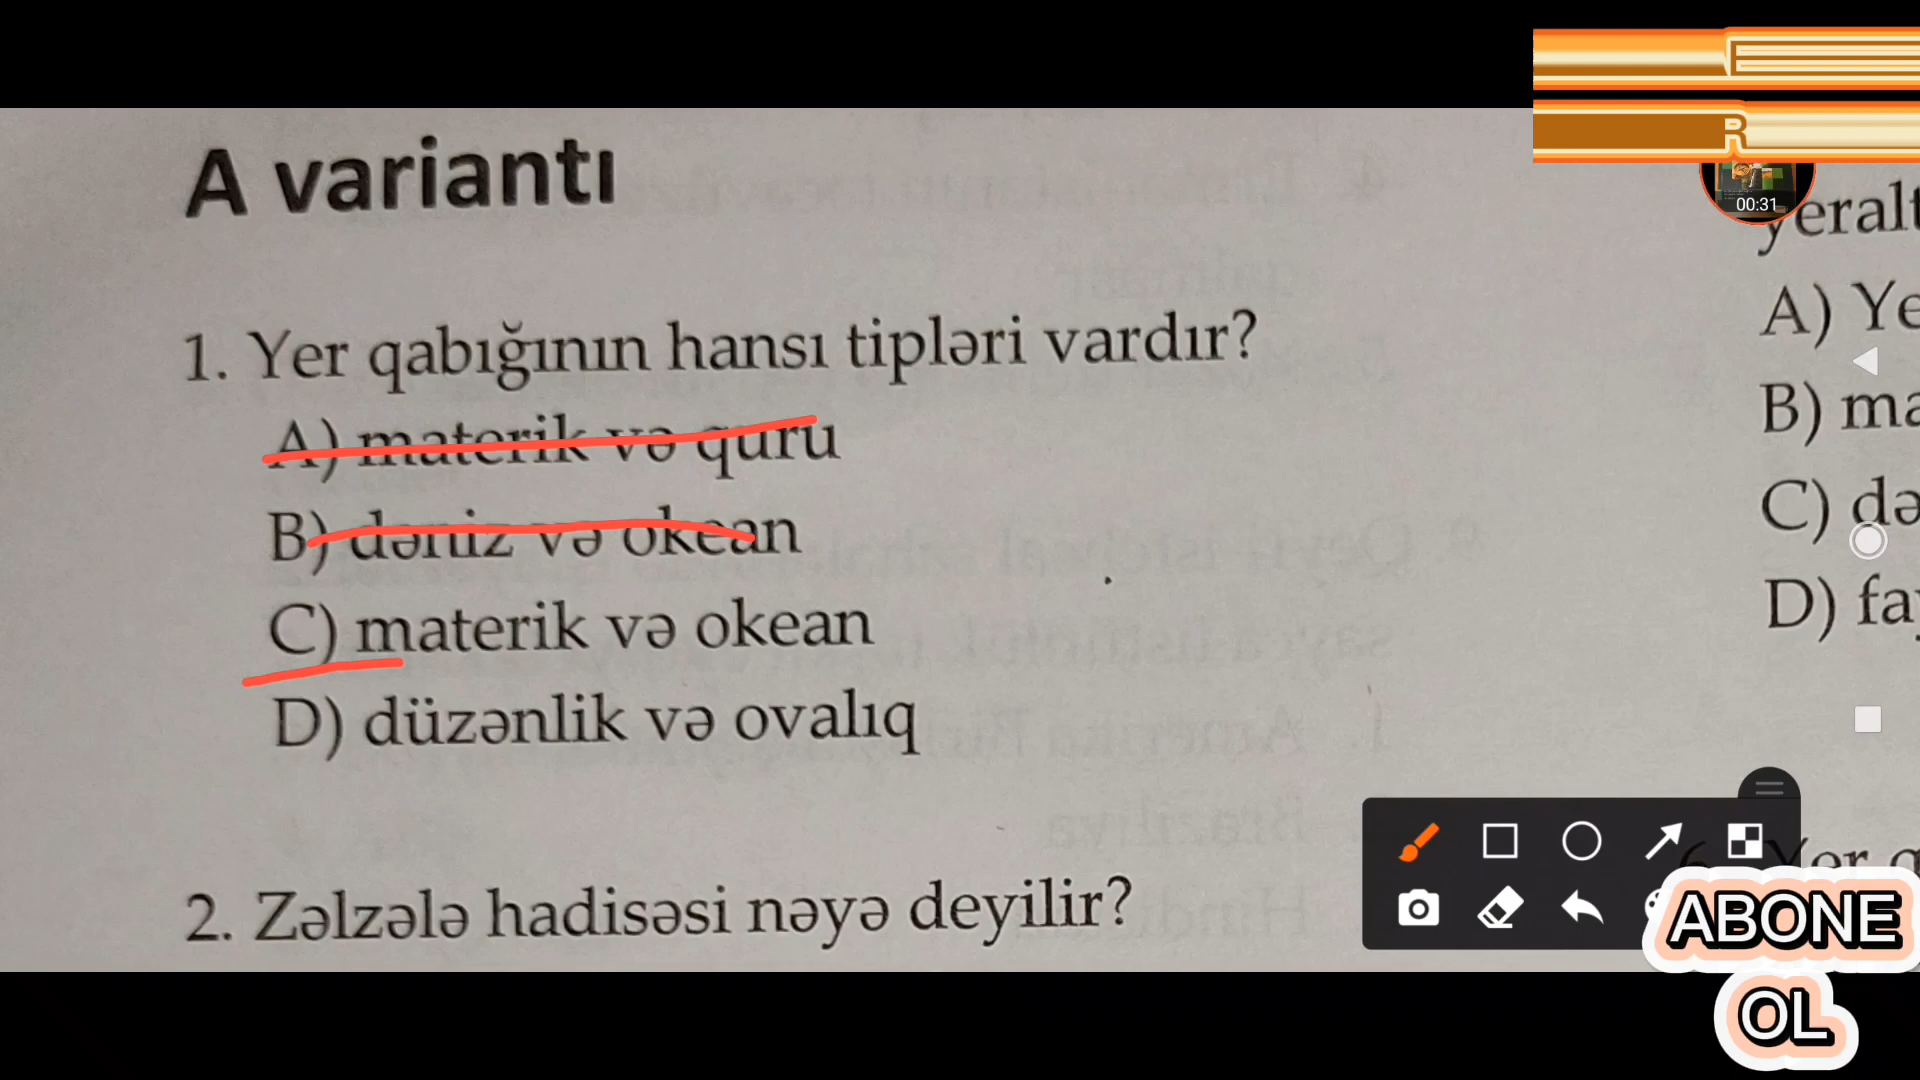 A variantı
1. Yer qabığının hansı tipləri vardır?
A) materik və quru
B) dəniz və okean
C) materik və okean
D) düzənlik və ovalıq
2. Zəlzələ hadisəsi nəyə deyilir?
R
00:31
yeralt
A) Ye
B) ma
C) də
D) fay
ABONE
OL